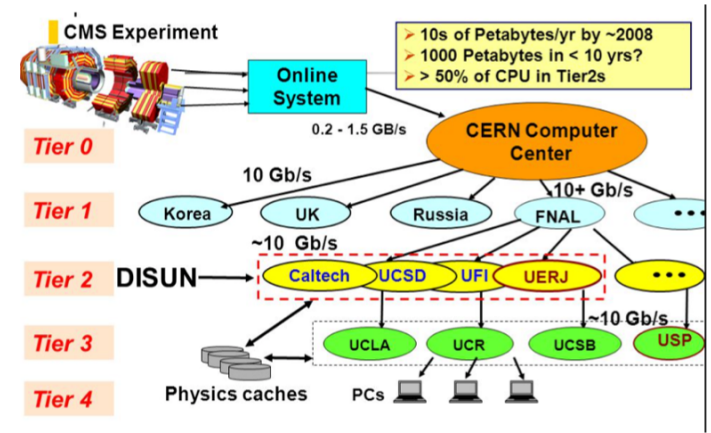 CMS Experiment
➢ 10s of Petabytes/yr by ~2008
➢ 1000 Petabytes in < 10 yrs?
➢ > 50% of CPU in Tier2s
Online
System
0.2 - 1.5 GB/s
CERN Computer
Center
Tier 0
10 Gb/s
10+ Gb/s
Tier 1
Korea
UK
Russia
FNAL
•••
~10 Gb/s
Tier 2
DISUN
Caltech
UCSD
UFI
UERJ
•••
~10 Gb/s
Tier 3
UCLA
UCR
UCSB
USP
Physics caches
PCs
Tier 4